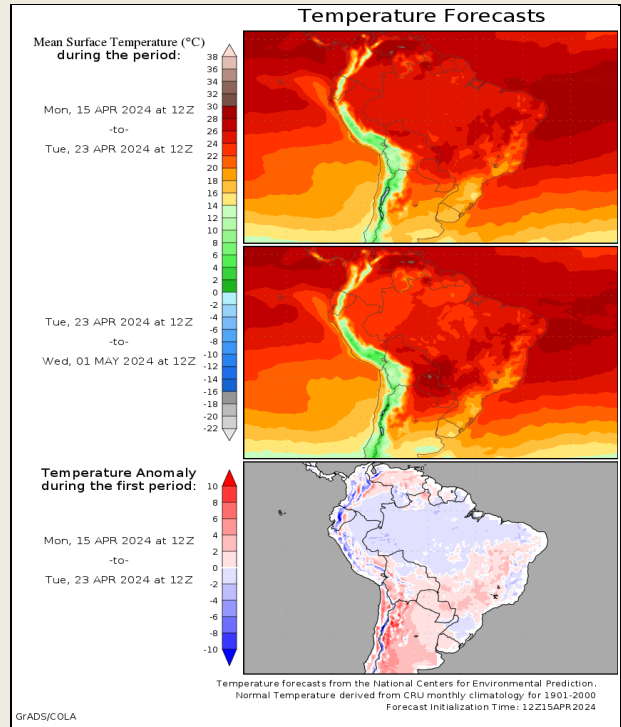 Temperature Forecasts
Mean Surface Temperature (°C)
during the period:
Mon, 15 APR 2024 at 12Z
-to-
Tue, 23 APR 2024 at 12Z
Tue, 23 APR 2024 at 12Z
-to-
Wed, 01 MAY 2024 at 12Z
38
36
34
32
30
28
26
24
22
20
18
16
14
12
10
8
6
4
2
0
-2
-4
-6
-8
-10
-12
-14
-16
-18
-20
-22
Temperature Anomaly
during the first period:
Mon, 15 APR 2024 at 12Z
-to-
Tue, 23 APR 2024 at 12Z
10
8
6
4
2
0
-2
-4
-6
-8
-10
Temperature forecasts from the National Centers for Environmental Prediction.
Normal Temperature derived from CRU monthly climatology for 1901-2000
Forecast Initialization Time: 12Z15APR2024
GrADS/COLA